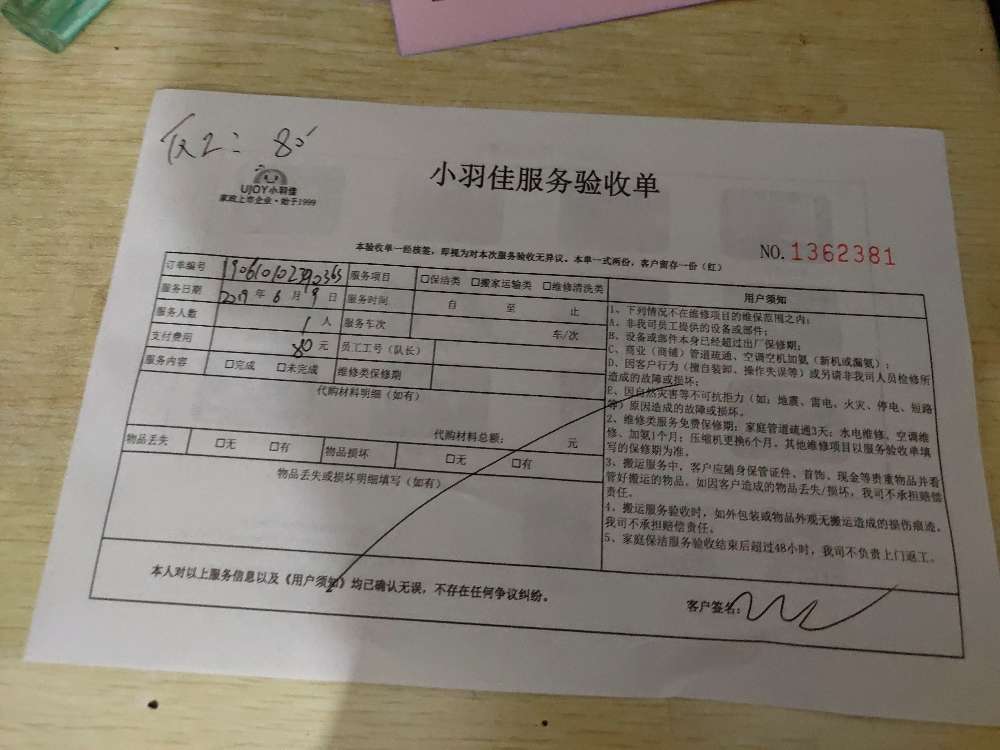 仅2: 80
UJOY小羽佳
家政上市企业·始于1999
小羽佳服务验收单
本验收单一经核签，即视为对本次服务验收无异议。本单一式两份，客户留存一份（红）
NO.1362381
订单编号 服务项目 □保洁类 □搬家运输类 □维修清洗类
服务日期 2019年6月19日 服务时间 自 至 止
服务人数 1人 服务车次 车/次
支付费用 80元 员工工号（队长）
服务内容 □完成 □未完成 维修类保修期
代购材料明细（如有）
代购材料总额： 元
物品丢失 □无 □有 物品损坏 □无 □有
物品丢失或损坏明细填写（如有）
用户须知
1、下列情况不在维修项目的维保范围之内：
A、非我司员工提供的设备或部件；
B、设备或部件本身已经超过出厂保修期；
C、商业（商铺）管道疏通、空调空机加氨（新机或漏氨）；
D、因客户行为（擅自装卸、操作失误等）或另请非我司人员检修所
造成的故障或损坏；
E、因自然灾害等不可抗拒力（如：地震、雷电、火灾、停电、短路
等）原因造成的故障或损坏。
2、维修类服务免费保修期：家庭管道疏通3天；水电维修、空调维
修、加氨1个月；压缩机更换6个月。其他维修项目以服务验收单填
写的保修期为准。
3、搬运服务中，客户应随身保管证件、首饰、现金等贵重物品并看
管好搬运的物品。如因客户造成的物品丢失/损坏，我司不承担赔偿
责任。
4、搬运服务验收时，如外包装或物品外观无搬运造成的损伤痕迹，
我司不承担赔偿责任。
5、家庭保洁服务验收结束后超过48小时，我司不负责上门返工。
本人对以上服务信息以及《用户须知》均已确认无误，不存在任何争议纠纷。
客户签名：